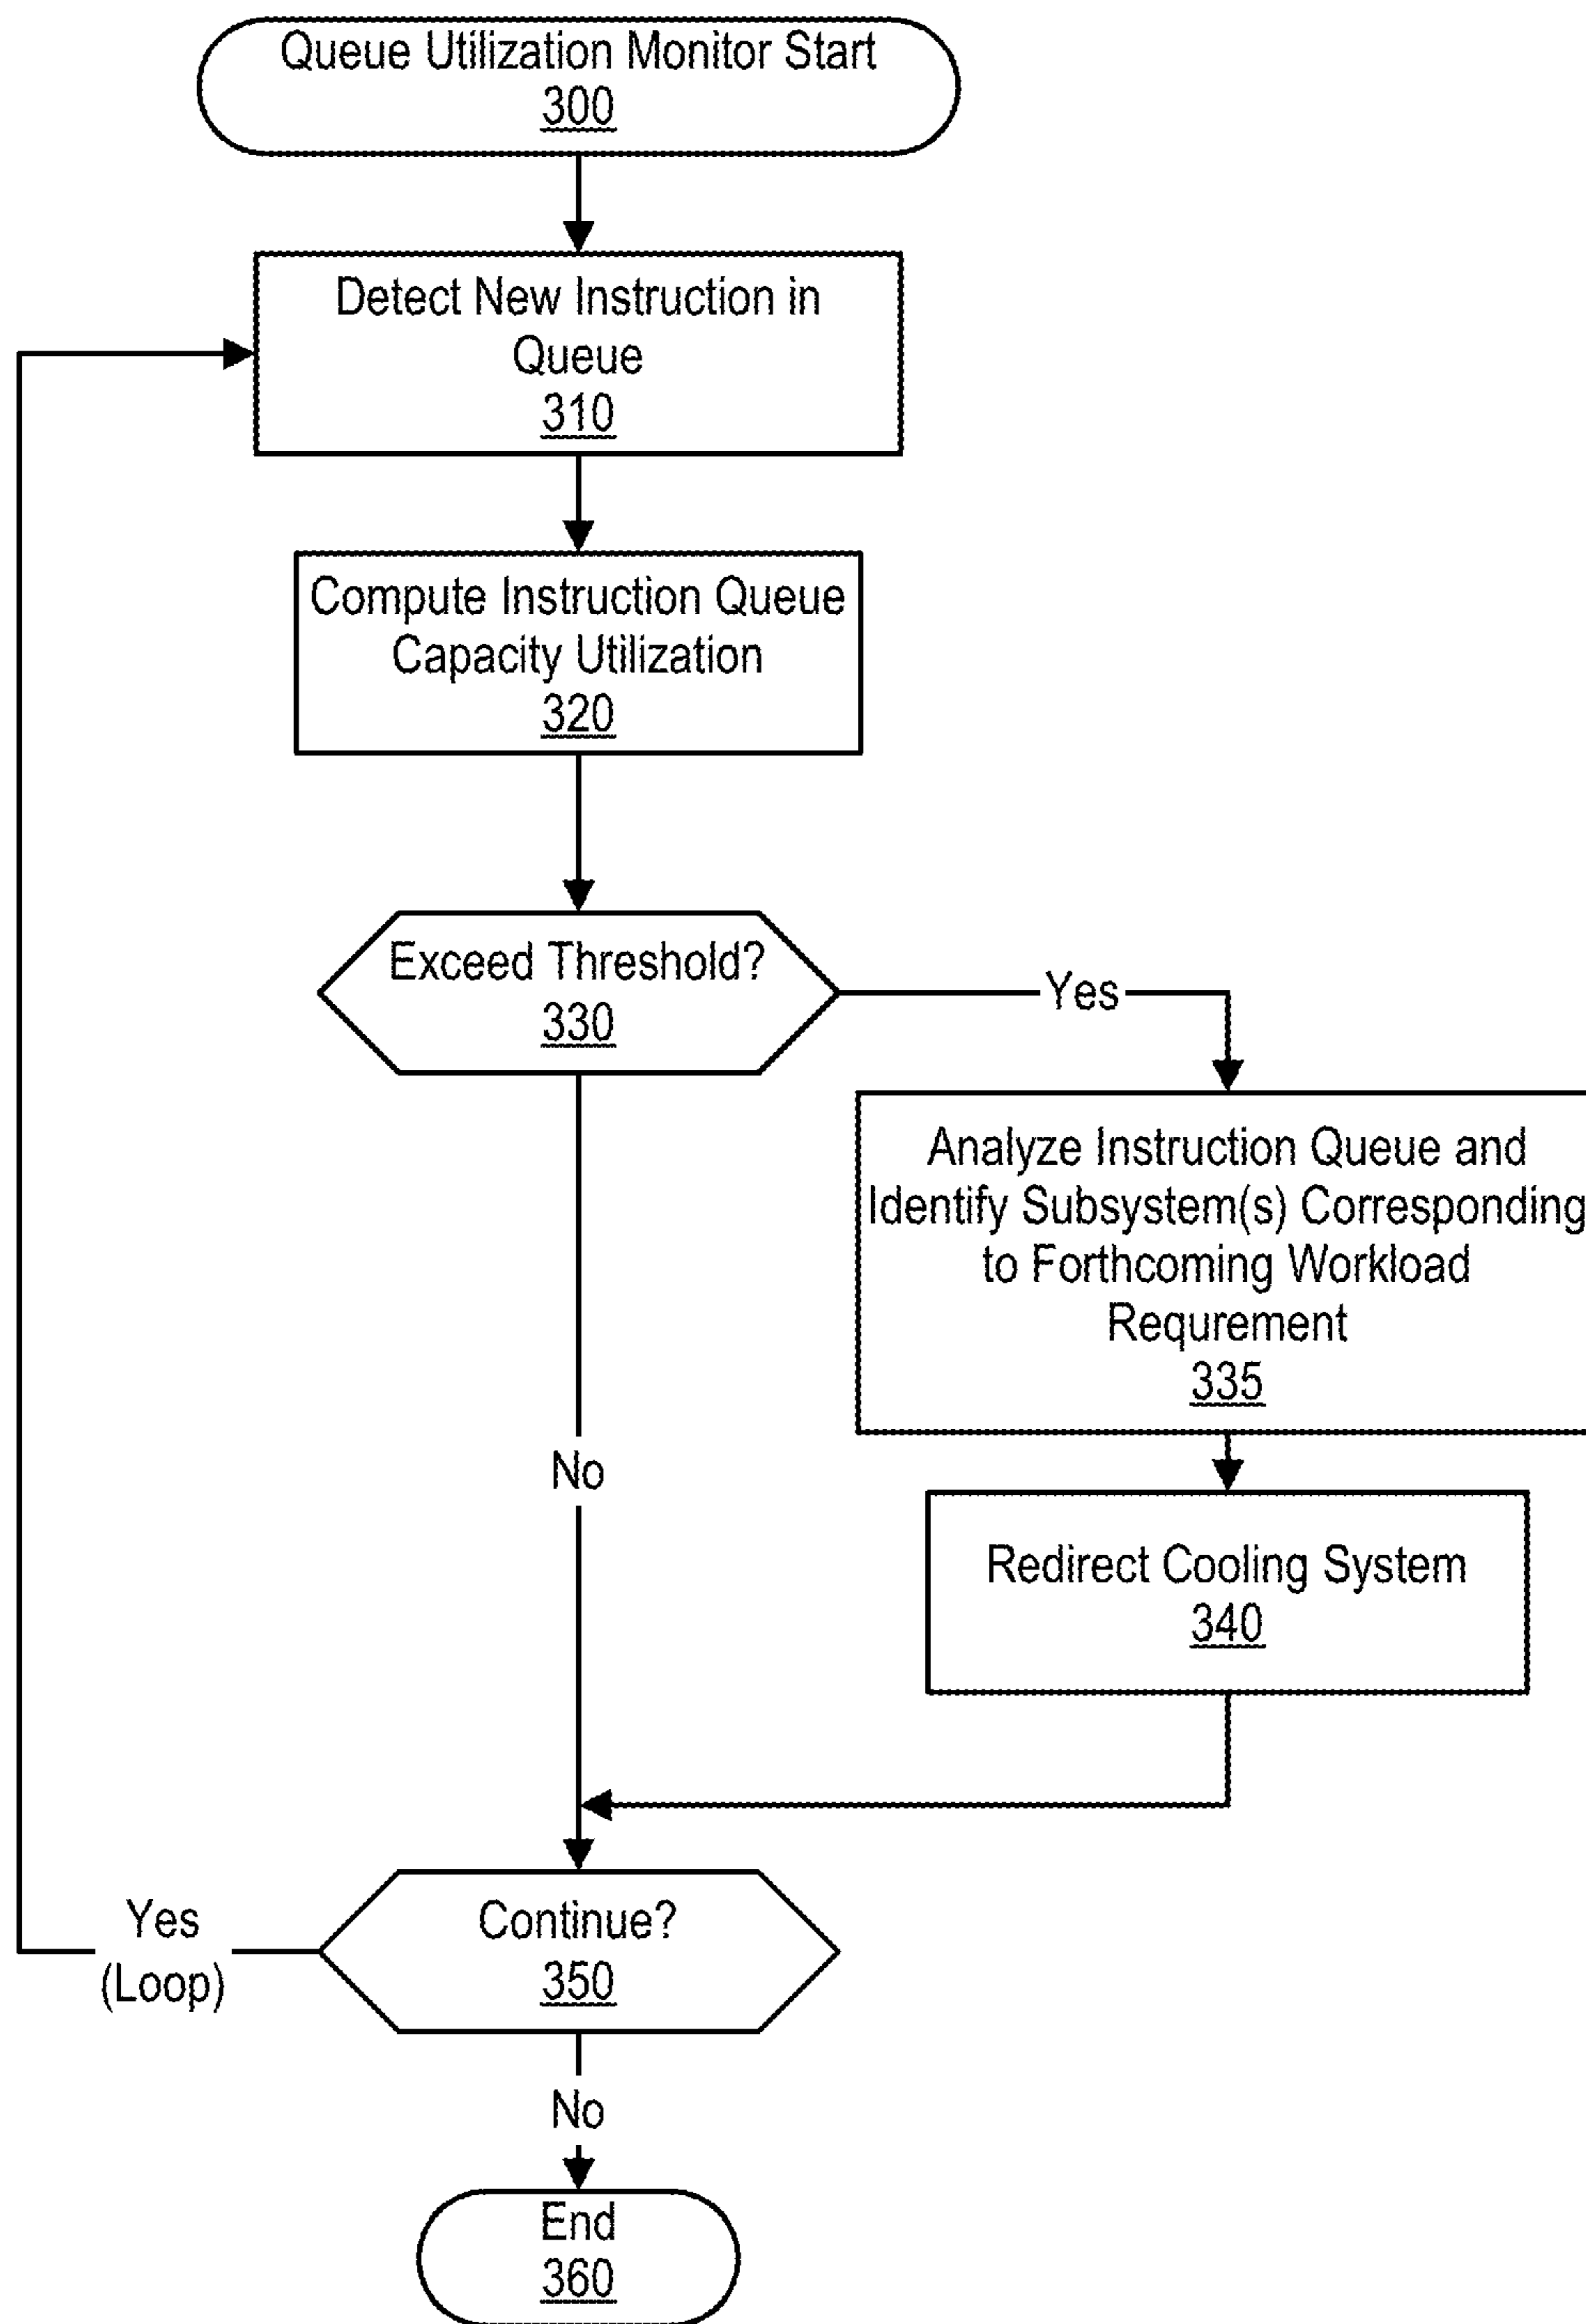 Queue Utilization Monitor Start
300
Detect New Instruction in
Queue
310
Compute Instruction Queue
Capacity Utilization
320
Exceed Threshold?
330
Yes
Analyze Instruction Queue and
Identify Subsystem(s) Corresponding
to Forthcoming Workload
Requrement
335
No
Redirect Cooling System
340
Yes
(Loop)
Continue?
350
No
End
360